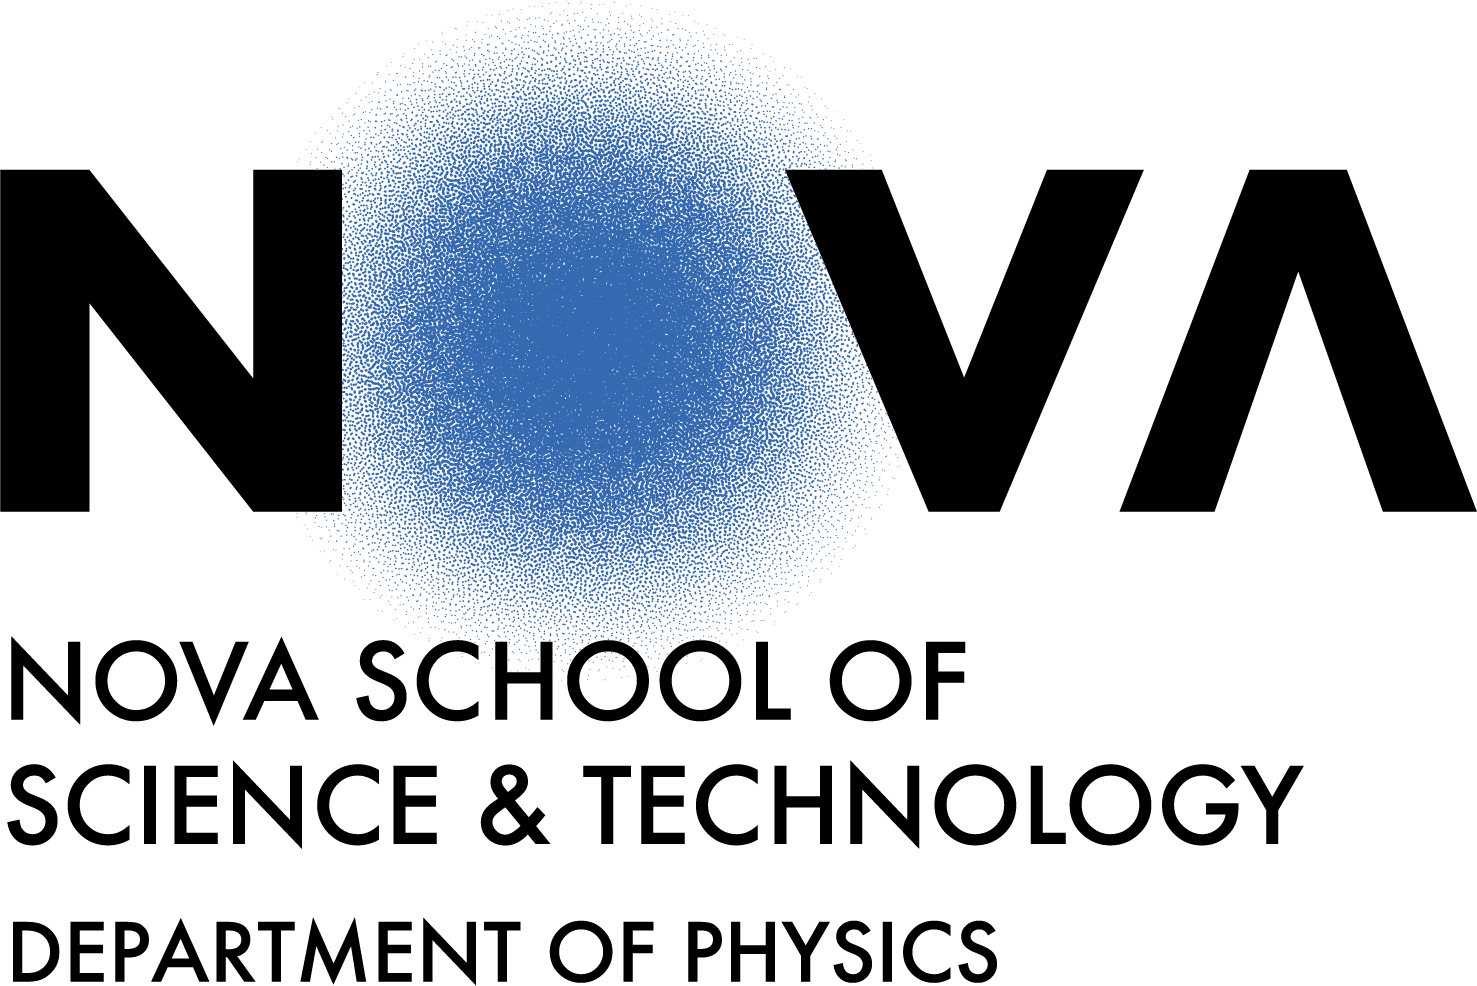 NOVA
NOVA SCHOOL OF
SCIENCE & TECHNOLOGY
DEPARTMENT OF PHYSICS